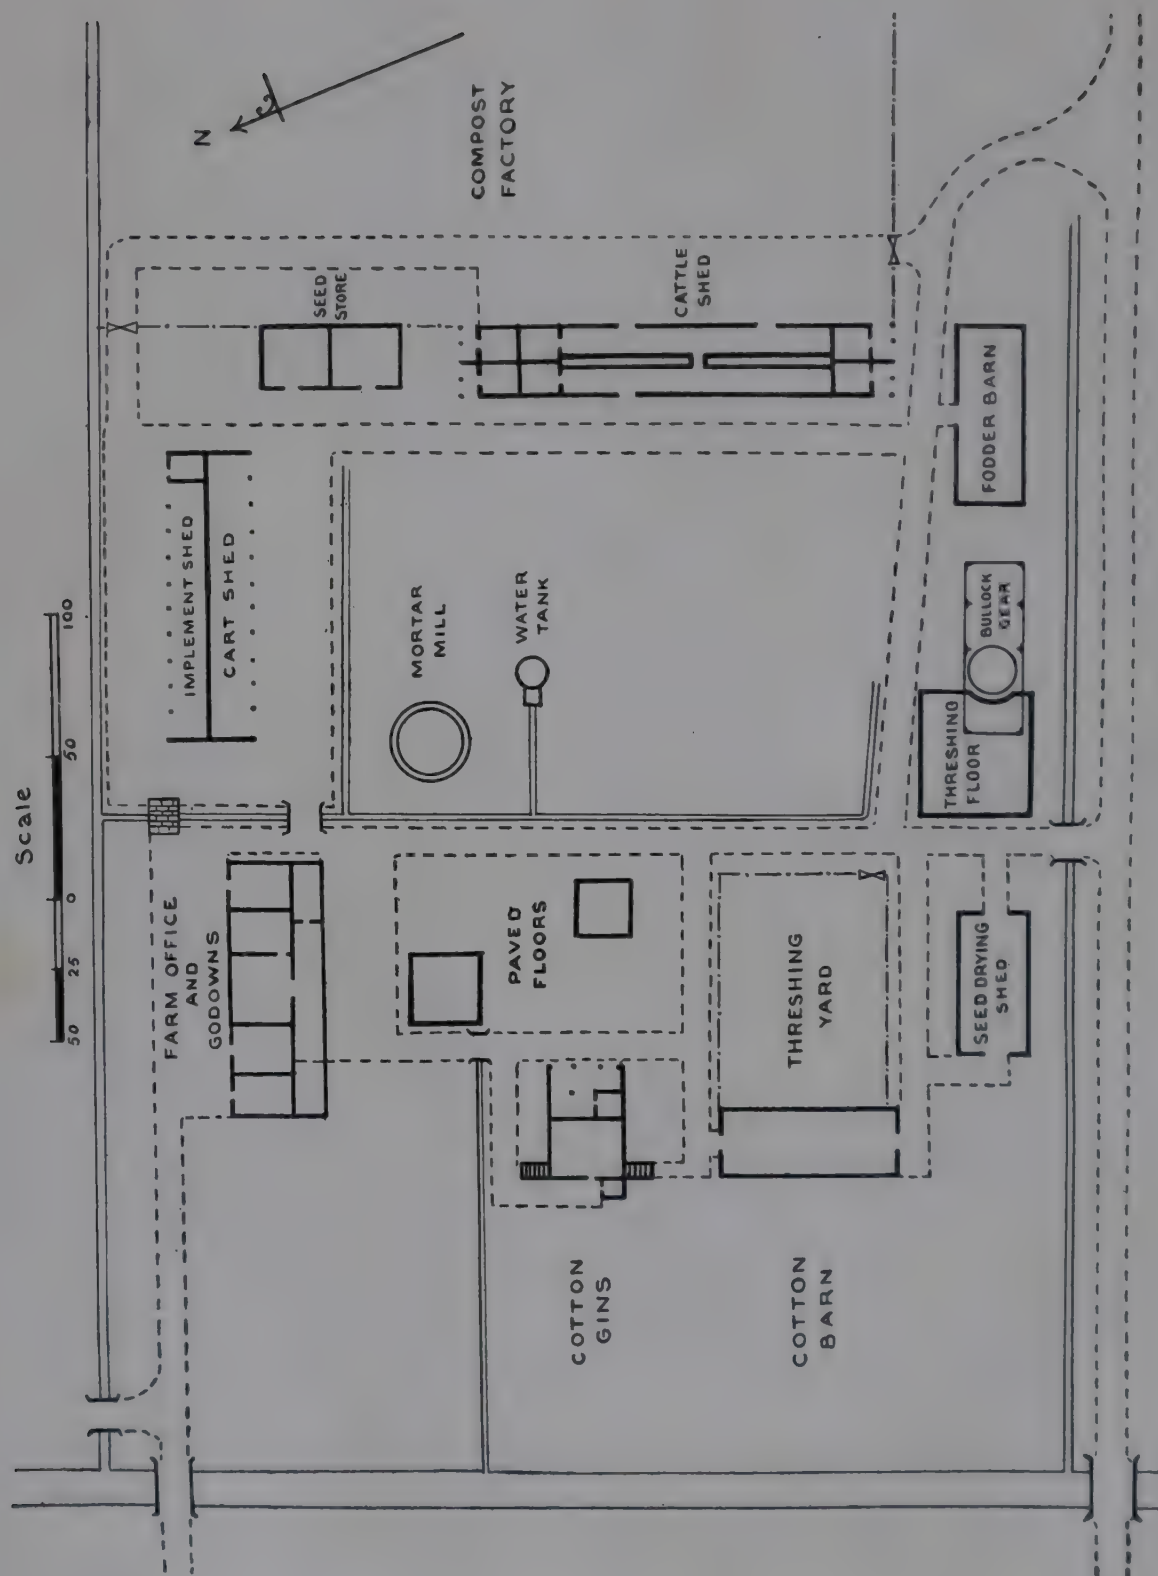 Scale
50 25 0 50 100
N
COMPOST
FACTORY
SEED
STORE
CATTLE
SHED
IMPLEMENT SHED
CART SHED
MORTAR
MILL
WATER
TANK
FODDER BARN
BULLOCK
GEAR
THRESHING
FLOOR
FARM OFFICE
AND
GODOWNS
PAVED
FLOORS
THRESHING
YARD
SEED DRYING
SHED
COTTON
GINS
COTTON
BARN